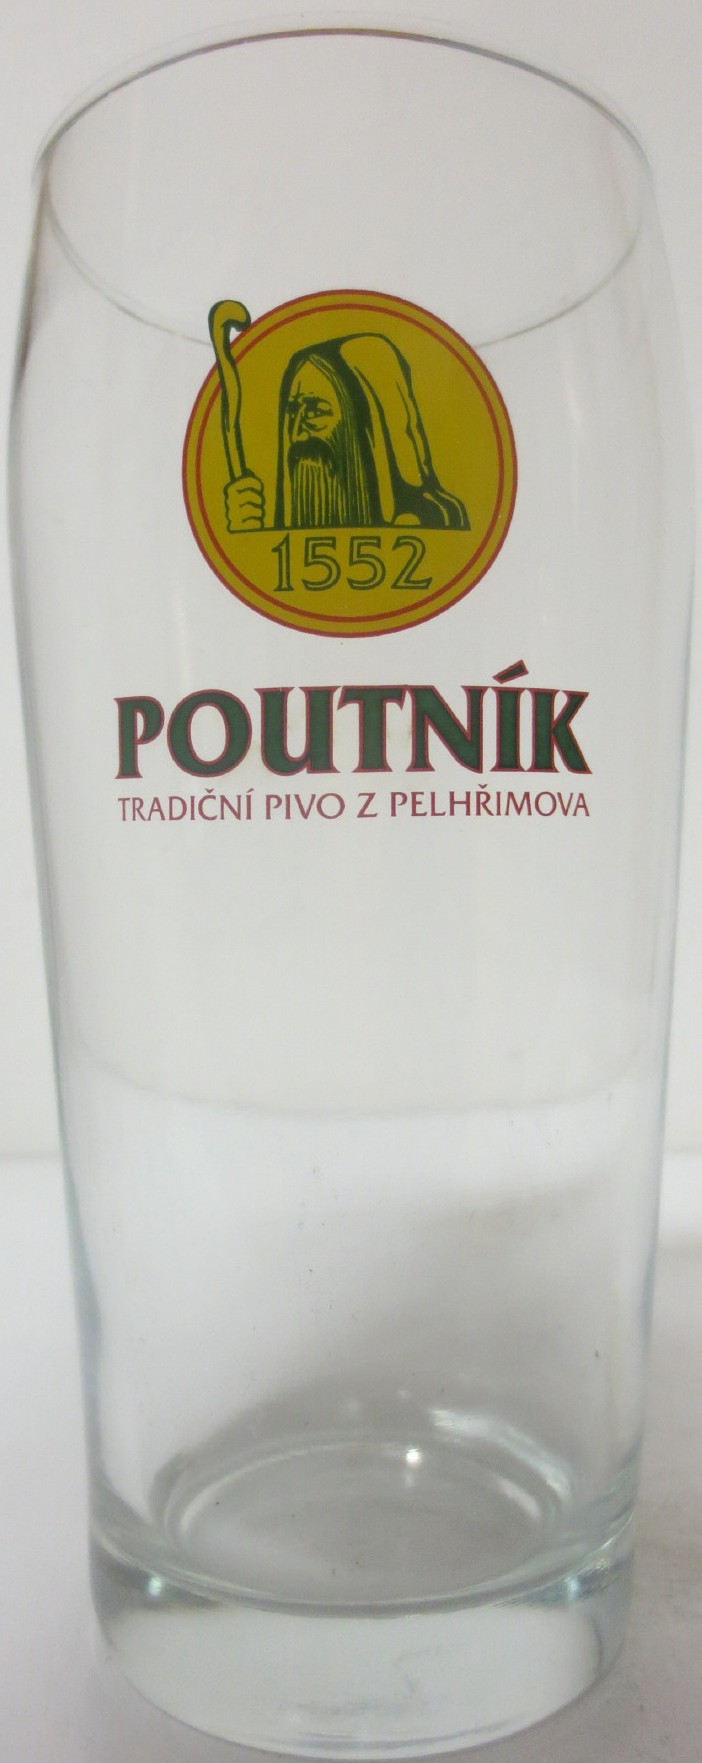 1552
POUTNÍK
TRADIČNÍ PIVO Z PELHŘIMOVA